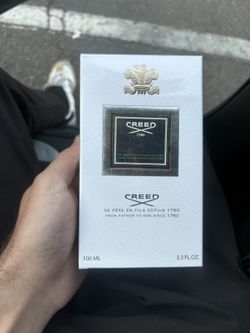 CREED
1760
CREED
DE PÈRE EN FILS DEPUIS 1760
FROM FATHER TO SON SINCE 1760
100 ML
3.3 FL.OZ.